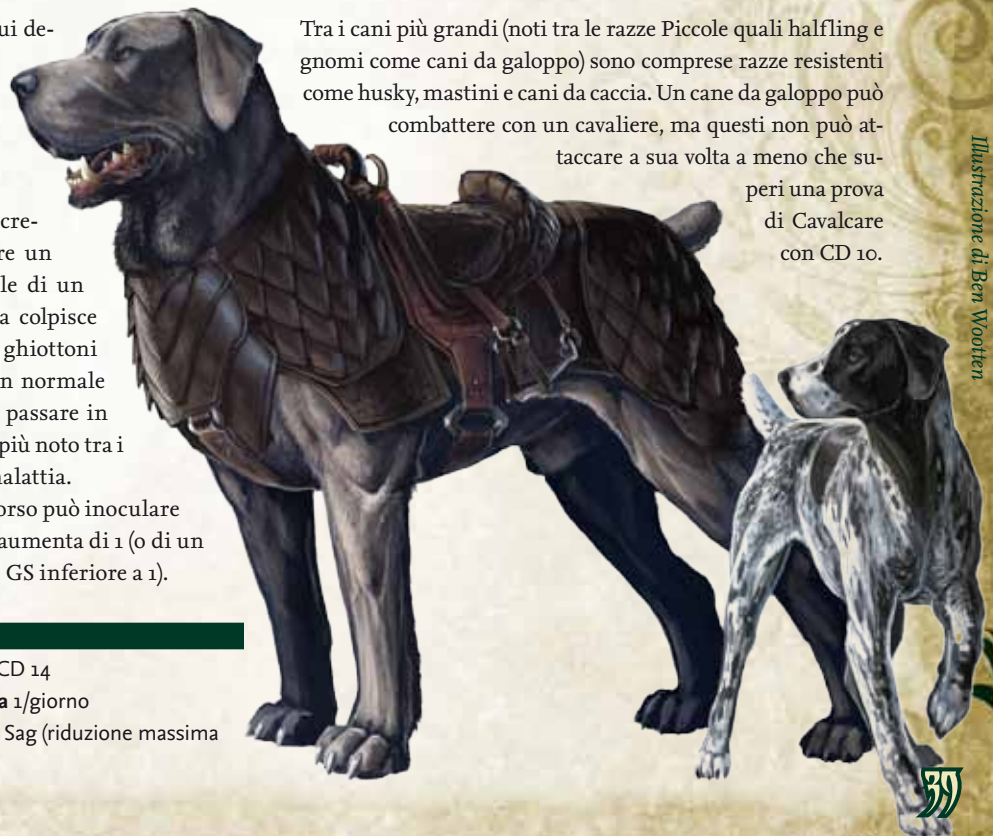 ui de-
cre-
re un
le di un
a colpisce
ghiottoni
n normale
passare in
più noto tra i
nalattia.
orso può inoculare
aumenta di 1 (o di un
GS inferiore a 1).
CD 14
a 1/giorno
Sag (riduzione massima
Tra i cani più grandi (noti tra le razze Piccole quali halfling e
gnomi come cani da galoppo) sono comprese razze resistenti
come husky, mastini e cani da caccia. Un cane da galoppo può
combattere con un cavaliere, ma questi non può at-
taccare a sua volta a meno che su-
peri una prova
di Cavalcare
con CD 10.
Illustrazione di Ben Wootten
39